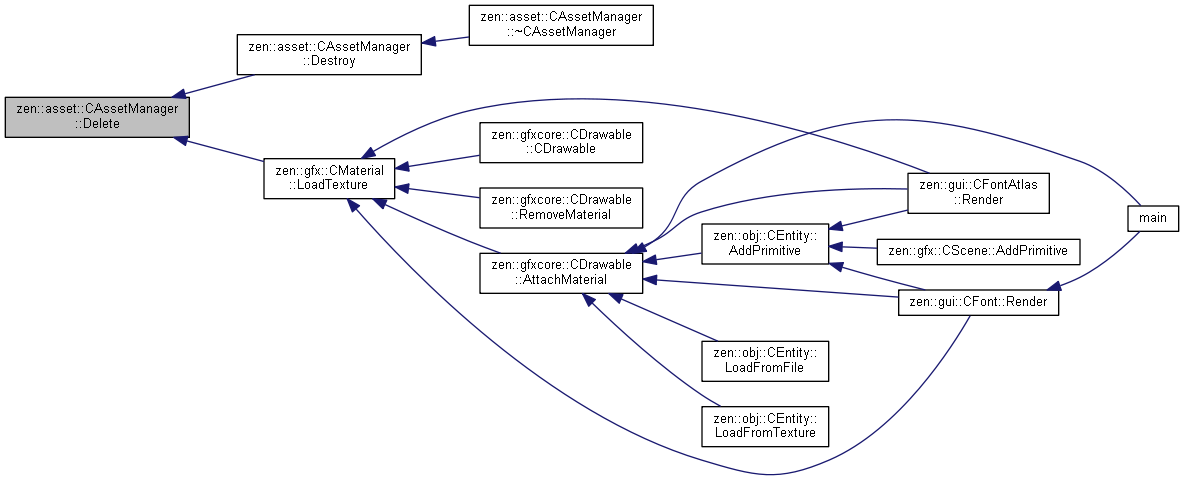 zen::asset::CAssetManager
::~CAssetManager
zen::asset::CAssetManager
::Destroy
zen::asset::CAssetManager
::Delete
zen::gfxcore::CDrawable
::CDrawable
zen::gfx::CMaterial
::LoadTexture
zen::gfxcore::CDrawable
::RemoveMaterial
zen::gui::CFontAtlas
::Render
main
zen::obj::CEntity::
AddPrimitive
zen::gfx::CScene::AddPrimitive
zen::gfxcore::CDrawable
::AttachMaterial
zen::gui::CFont::Render
zen::obj::CEntity::
LoadFromFile
zen::obj::CEntity::
LoadFromTexture